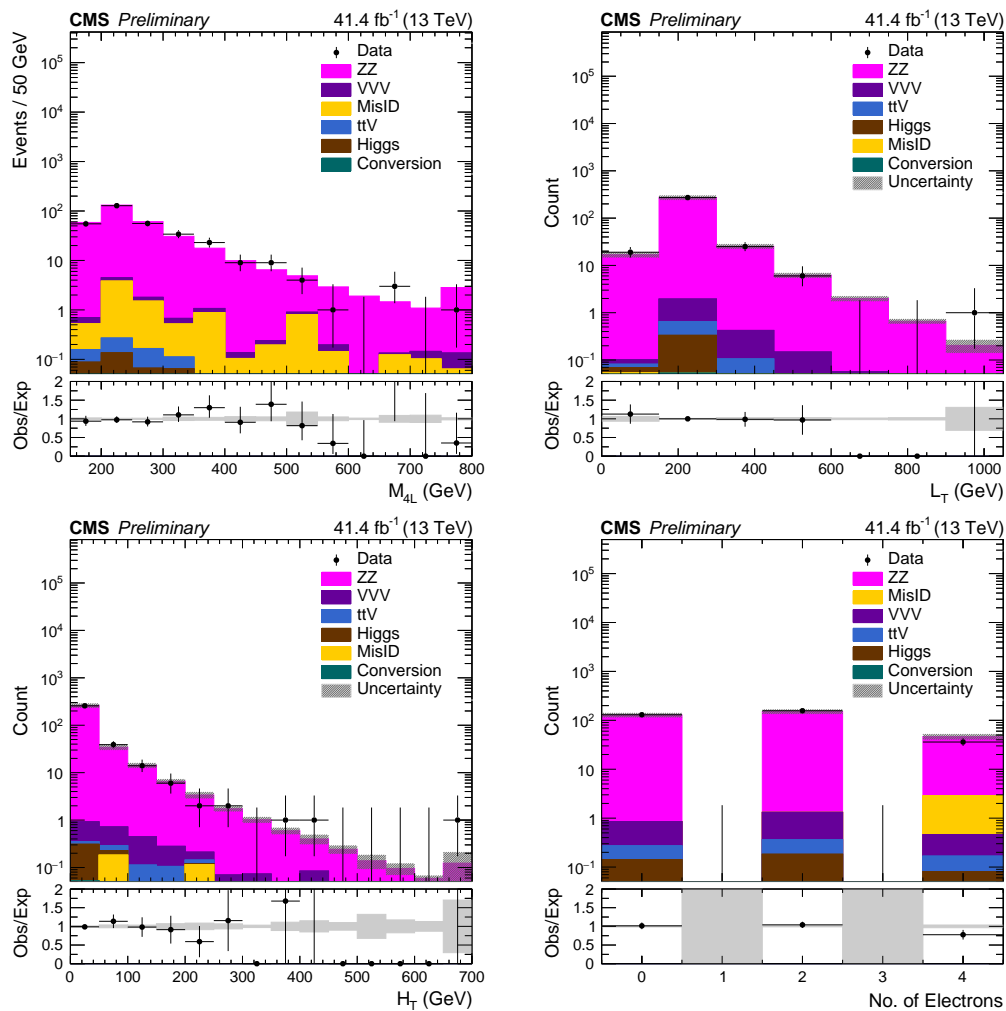 CMS Preliminary 41.4 fb⁻¹ (13 TeV)
Events / 50 GeV
10⁵
10⁴
10³
10²
10
1
10⁻¹
Data
ZZ
VVV
MisID
ttV
Higgs
Conversion
Obs/Exp
2
1.5
1
0.5
0
200 300 400 500 600 700 800
M4L (GeV)
CMS Preliminary 41.4 fb⁻¹ (13 TeV)
Count
10⁵
10⁴
10³
10²
10
1
10⁻¹
Data
ZZ
VVV
ttV
Higgs
MisID
Conversion
Uncertainty
Obs/Exp
2
1.5
1
0.5
0
0 200 400 600 800 1000
LT (GeV)
CMS Preliminary 41.4 fb⁻¹ (13 TeV)
Count
10⁵
10⁴
10³
10²
10
1
10⁻¹
Data
ZZ
VVV
ttV
Higgs
MisID
Conversion
Uncertainty
Obs/Exp
2
1.5
1
0.5
0
0 100 200 300 400 500 600 700
HT (GeV)
CMS Preliminary 41.4 fb⁻¹ (13 TeV)
Count
10⁵
10⁴
10³
10²
10
1
10⁻¹
Data
ZZ
MisID
VVV
ttV
Higgs
Conversion
Uncertainty
Obs/Exp
2
1.5
1
0.5
0
0 1 2 3 4
No. of Electrons